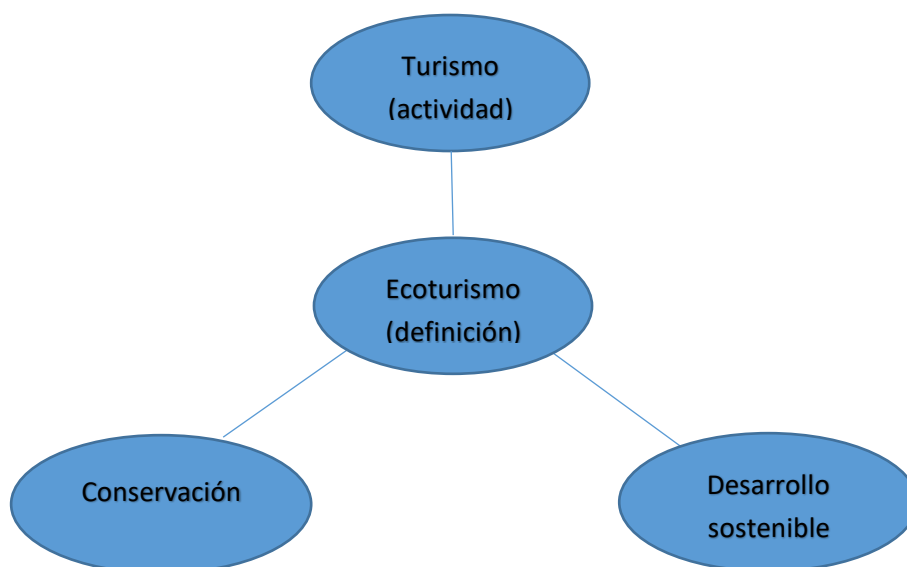 Turismo
(actividad)
Ecoturismo
(definición)
Conservación
Desarrollo
sostenible